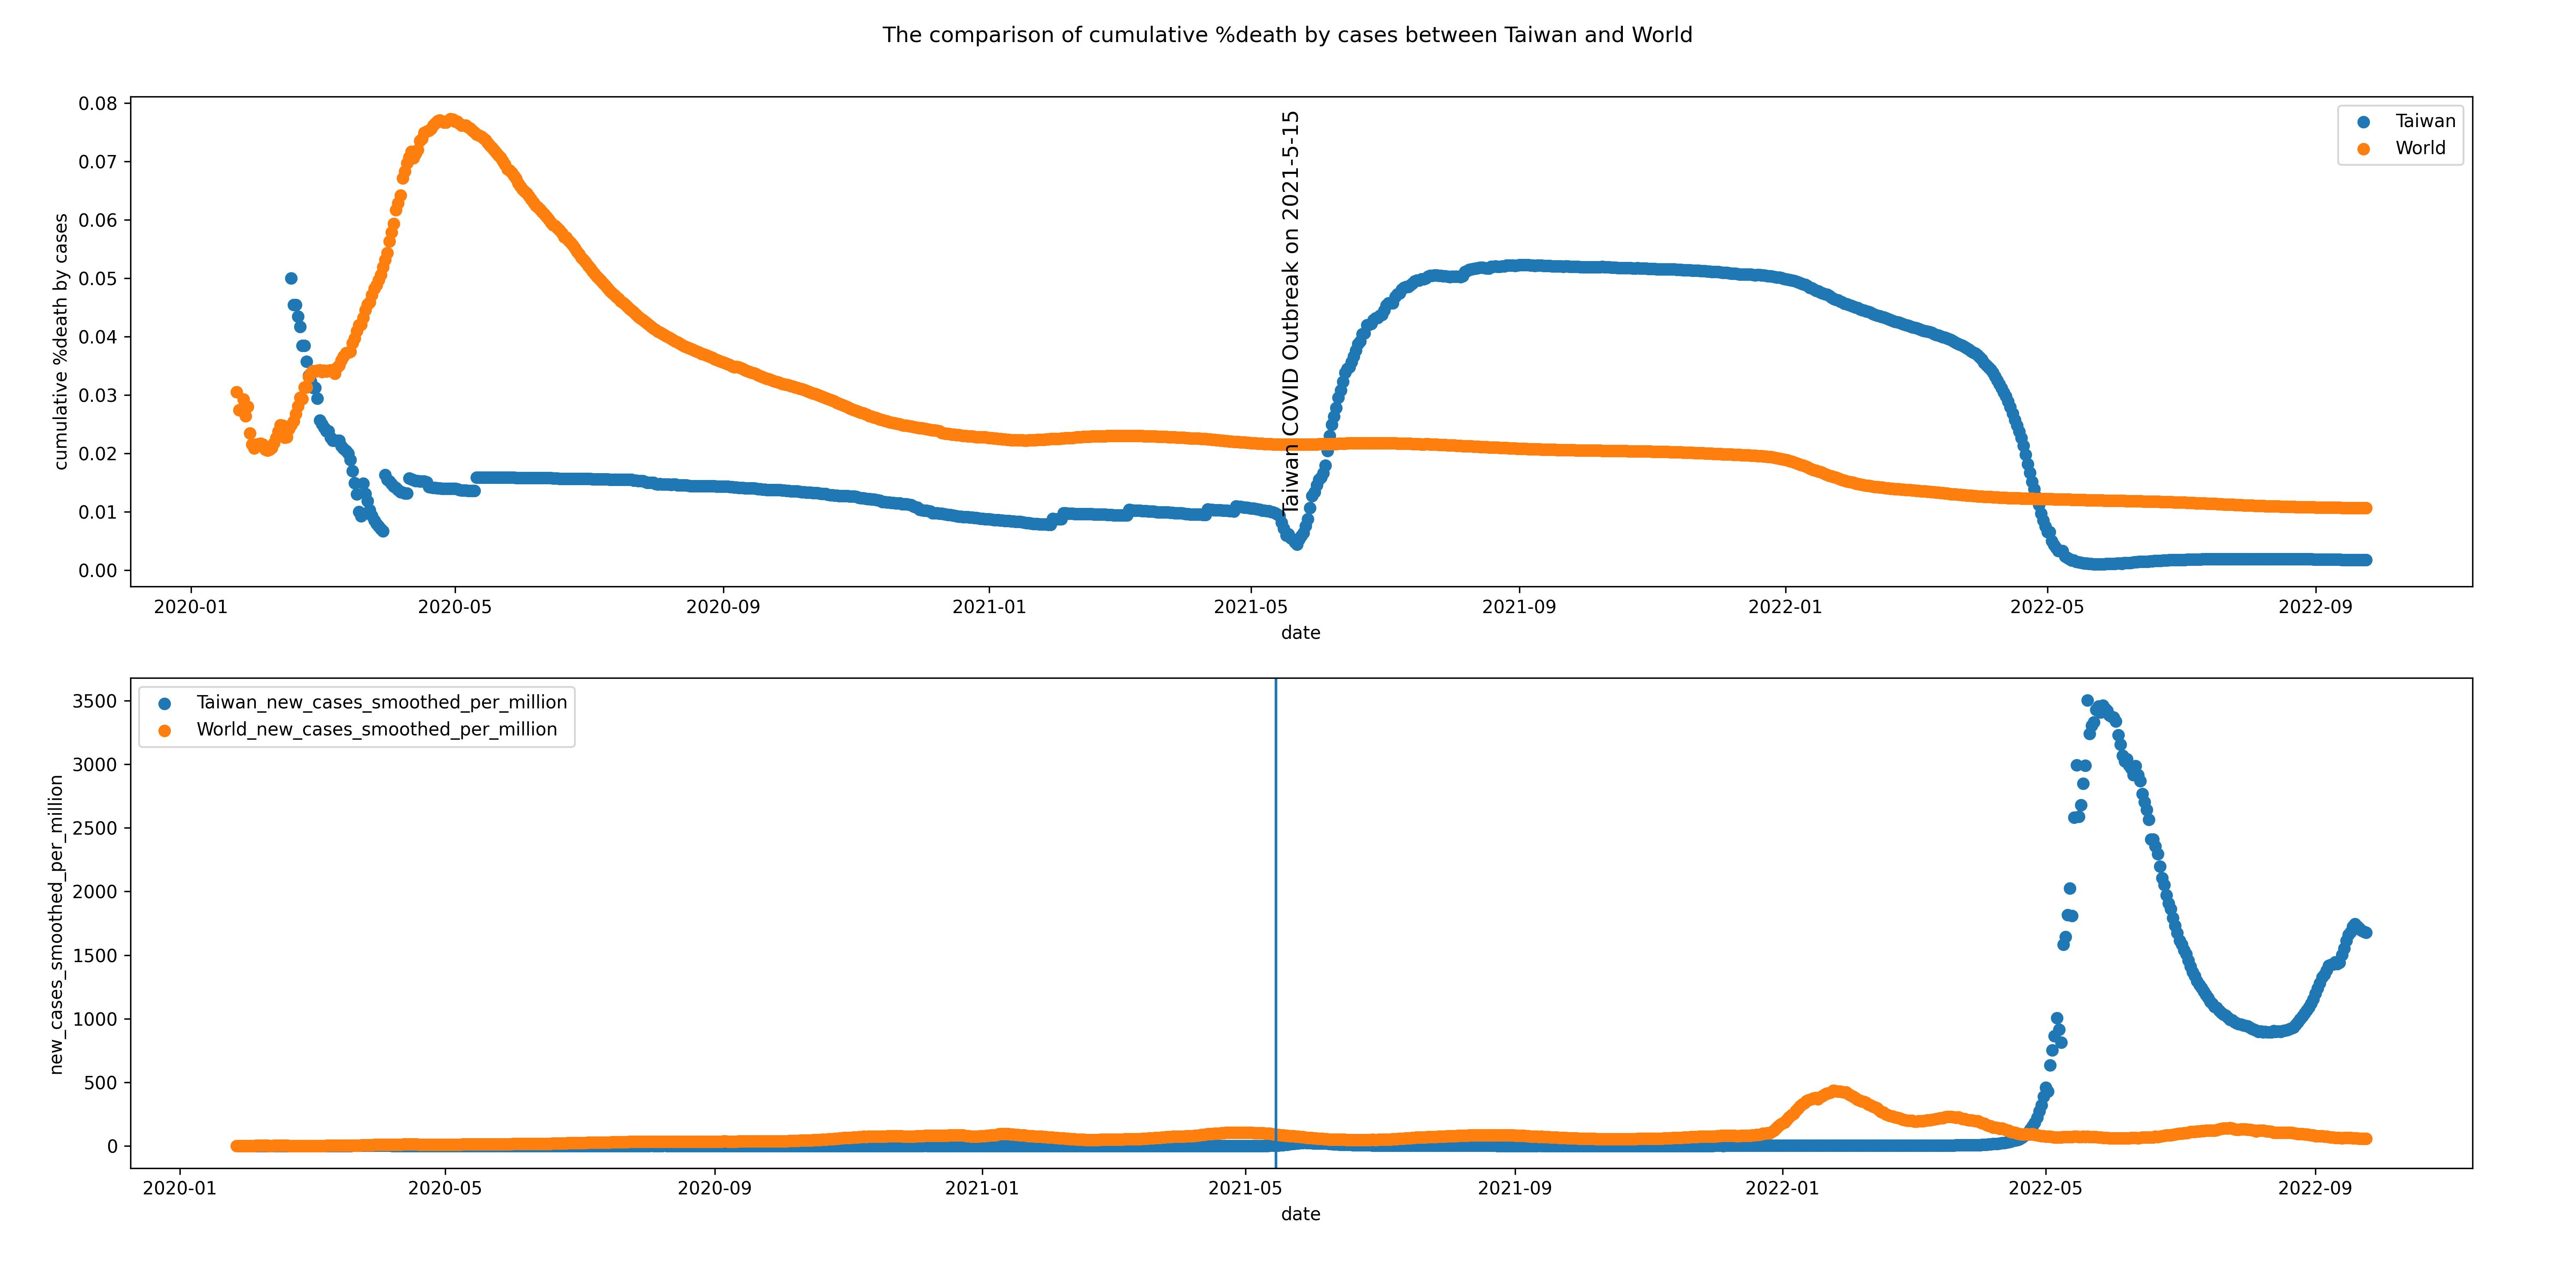 The comparison of cumulative %death by cases between Taiwan and World
0.08
0.07
0.06
0.05
0.04
0.03
0.02
0.01
0.00
cumulative %death by cases
Taiwan
World
Taiwan COVID Outbreak on 2021-5-15
2020-01 2020-05 2020-09 2021-01 2021-05 2021-09 2022-01 2022-05 2022-09
date
3500
3000
2500
2000
1500
1000
500
0
new_cases_smoothed_per_million
Taiwan_new_cases_smoothed_per_million
World_new_cases_smoothed_per_million
2020-01 2020-05 2020-09 2021-01 2021-05 2021-09 2022-01 2022-05 2022-09
date